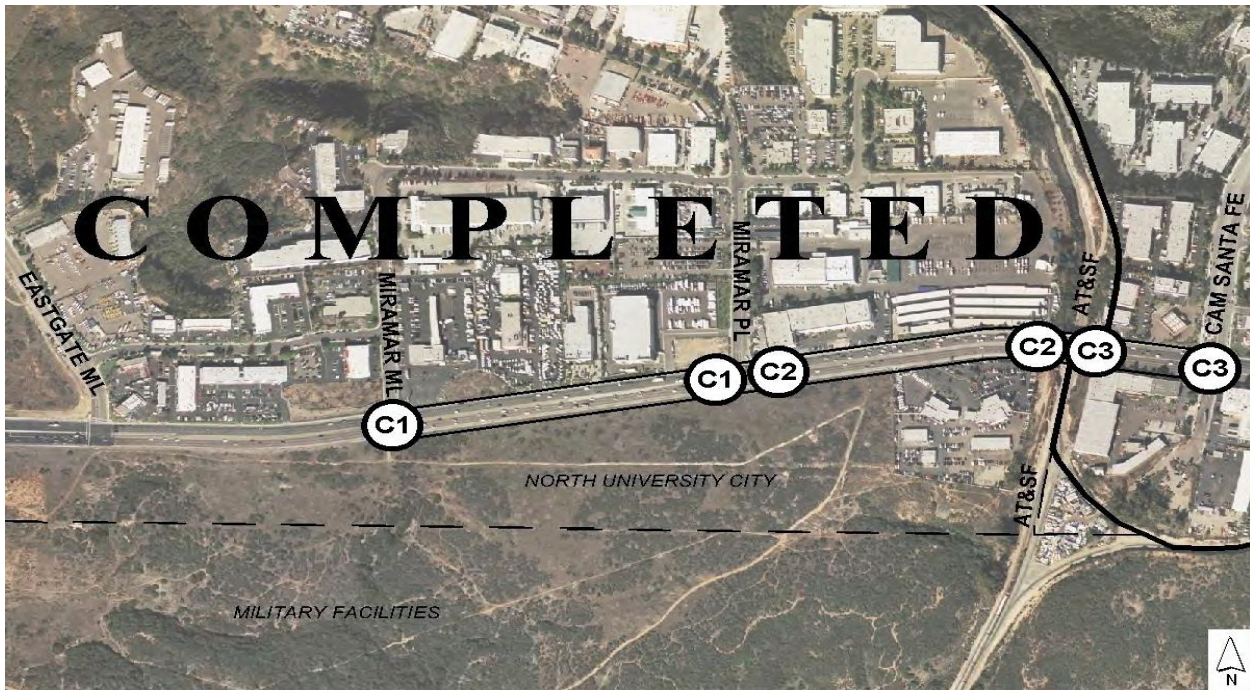 COMPLETED
EASTGATE ML
MIRAMAR ML
MIRAMAR PL
AT&SF
CAM SANTA FE
C1
C1
C2
C2
C3
C3
NORTH UNIVERSITY CITY
AT&SF
MILITARY FACILITIES
N